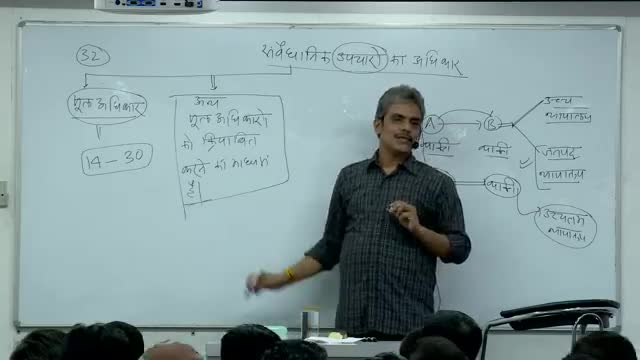 32
संवैधानिक उपचारों का अधिकार
मूल अधिकार
14-30
अन्य
मूल अधिकारों
को क्रियान्वित
करने का माध्यम
है
A
B
व्यक्ति
व्यक्ति
व्यक्ति
उच्च
न्यायालय
जनपद
न्यायालय
उच्चतम
न्यायालय